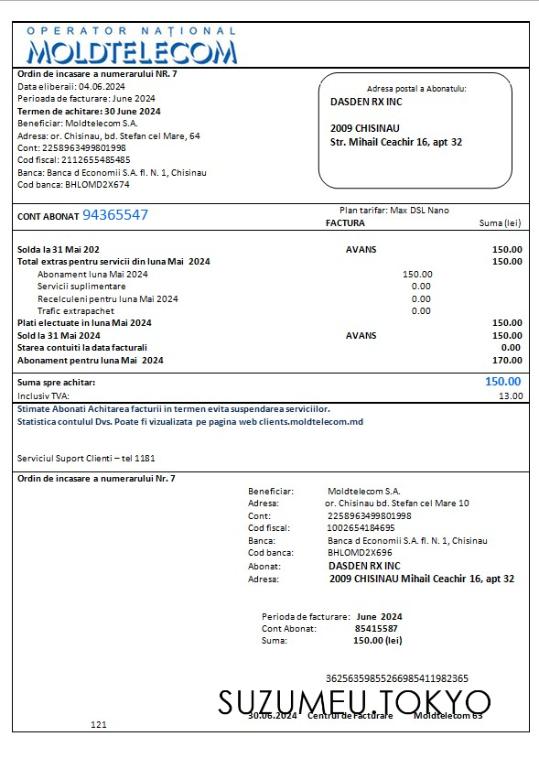 OPERATOR NAȚIONAL
MOLDTELECOM
Ordin de incasare a numerarului NR. 7
Data eliberaii: 04.06.2024
Perioada de facturare: June 2024
Termen de achitare: 30 June 2024
Beneficiar: Moldtelecom S.A.
Adresa: or. Chisinau, bd. Stefan cel Mare, 64
Cont: 2258963499801998
Cod fiscal: 2112655485485
Banca: Banca d Economii S.A. fl. N. 1, Chisinau
Cod banca: BHLOMD2X674
Adresa postal a Abonatului:
DASDEN RX INC
2009 CHISINAU
Str. Mihail Ceachir 16, apt 32
CONT ABONAT 94365547
Plan tarifar: Max DSL Nano
FACTURA Suma (lei)
Solda la 31 Mai 202 AVANS 150.00
Total extras pentru servicii din luna Mai 2024 150.00
Abonament luna Mai 2024 150.00
Servicii suplimentare 0.00
Recelculeni pentru luna Mai 2024 0.00
Trafic extrapachet 0.00
Plati electuate in luna Mai 2024 150.00
Sold la 31 Mai 2024 AVANS 150.00
Starea contuiti la data facturali 0.00
Abonament pentru luna Mai 2024 170.00
Suma spre achitar: 150.00
Inclusiv TVA: 13.00
Stimate Abonati Achitarea facturii in termen evita suspendarea serviciilor.
Statistica contului Dvs. Poate fi vizualizata pe pagina web clients.moldtelecom.md
Serviciul Suport Clienti – tel 1181
Ordin de incasare a numerarului Nr. 7
Beneficiar: Moldtelecom S.A.
Adresa: or. Chisinau bd. Stefan cel Mare 10
Cont: 2258963499801998
Cod fiscal: 1002654184695
Banca: Banca d Economii S.A. fl. N. 1, Chisinau
Cod banca: BHLOMD2X696
Abonat: DASDEN RX INC
Adresa: 2009 CHISINAU Mihail Ceachir 16, apt 32
Perioda de facturare: June 2024
Cont Abonat: 85415587
Suma: 150.00 (lei)
36256359855266985411982365
SUZUMEU.TOKYO
30.06.2024 Centrul de Facturare Moldtelecom 63
121